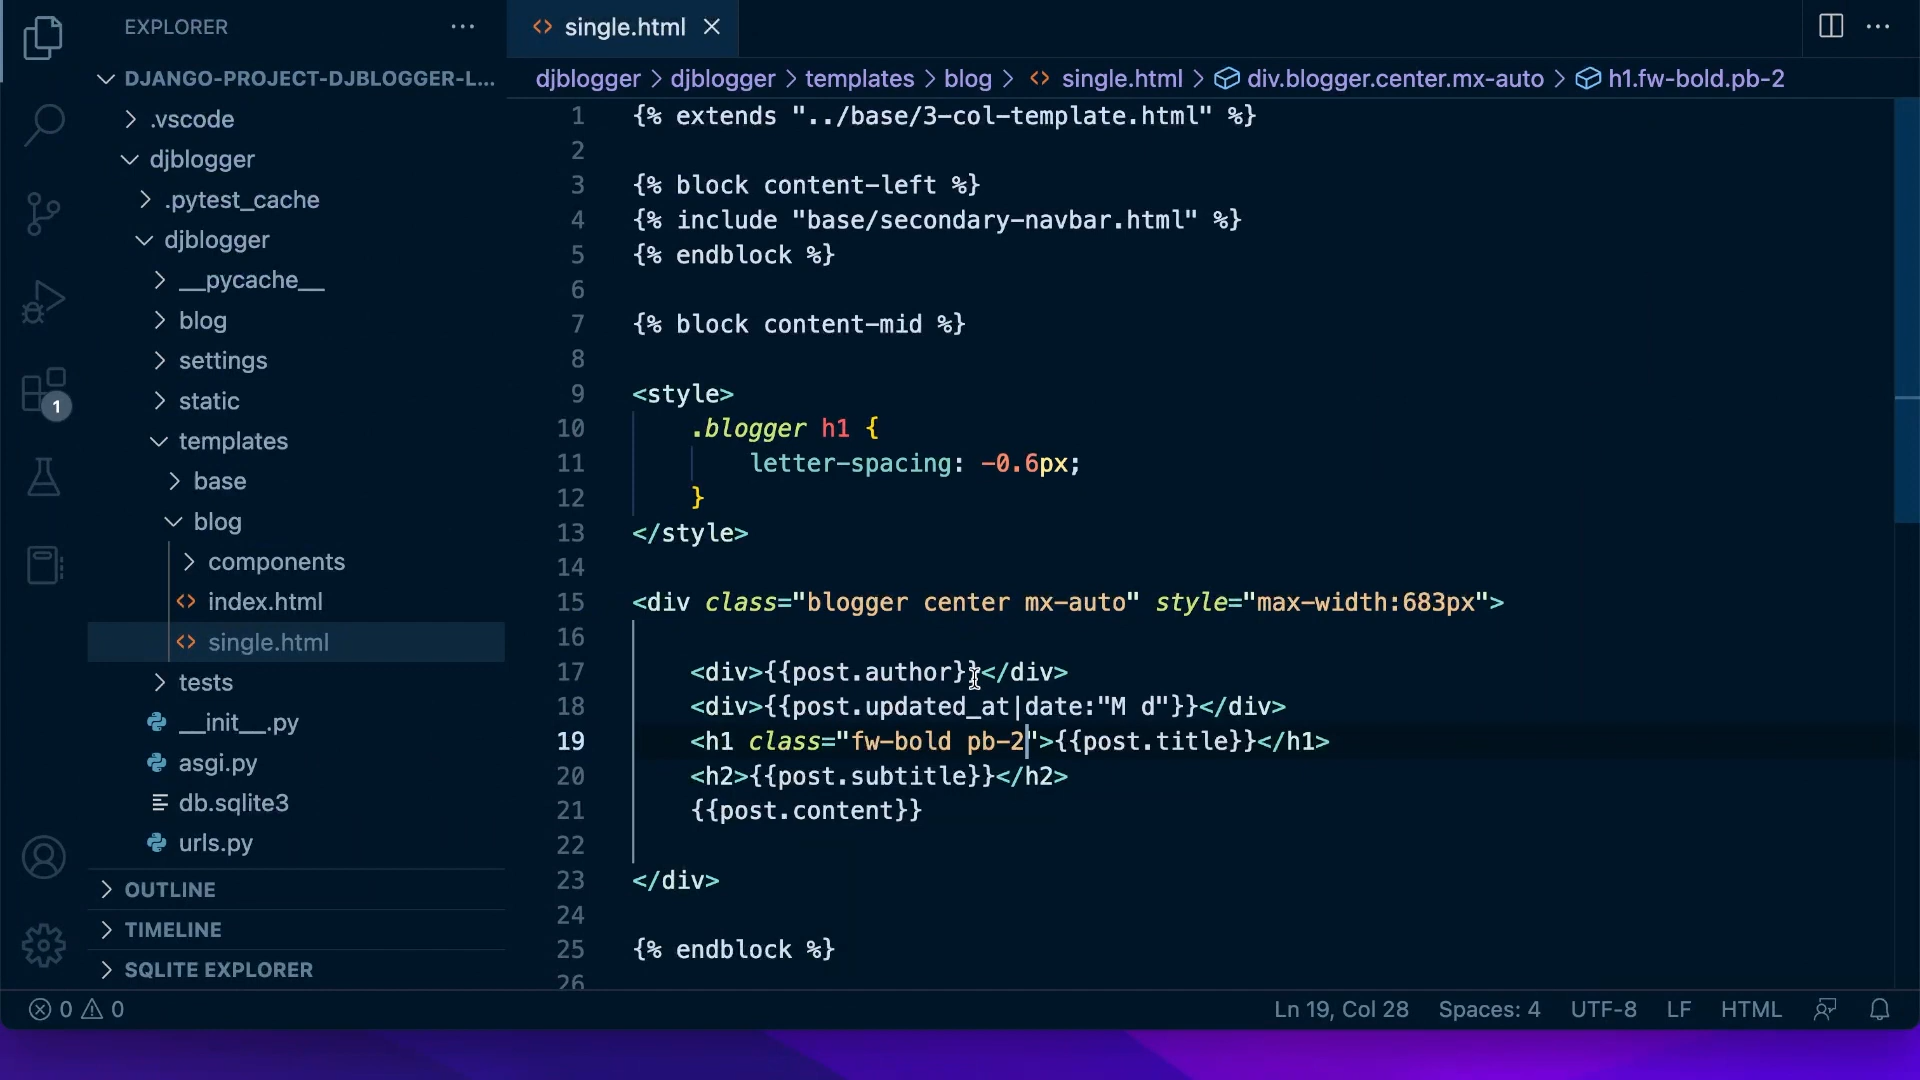 EXPLORER
DJANGO-PROJECT-DJBLOGGER-L...
.vscode
djblogger
.pytest_cache
djblogger
__pycache__
blog
settings
static
templates
base
blog
components
index.html
single.html
tests
__init__.py
asgi.py
db.sqlite3
urls.py
OUTLINE
TIMELINE
SQLITE EXPLORER
1
single.html
djblogger > djblogger > templates > blog > single.html > div.blogger.center.mx-auto > h1.fw-bold.pb-2
1 {% extends "../base/3-col-template.html" %}
2
3 {% block content-left %}
4 {% include "base/secondary-navbar.html" %}
5 {% endblock %}
6
7 {% block content-mid %}
8
9 <style>
10 .blogger h1 {
11 letter-spacing: -0.6px;
12 }
13 </style>
14
15 <div class="blogger center mx-auto" style="max-width:683px">
16
17 <div>{{post.author}}</div>
18 <div>{{post.updated_at|date:"M d"}}</div>
19 <h1 class="fw-bold pb-2">{{post.title}}</h1>
20 <h2>{{post.subtitle}}</h2>
21 {{post.content}}
22
23 </div>
24
25 {% endblock %}
26
0 0
Ln 19, Col 28 Spaces: 4 UTF-8 LF HTML